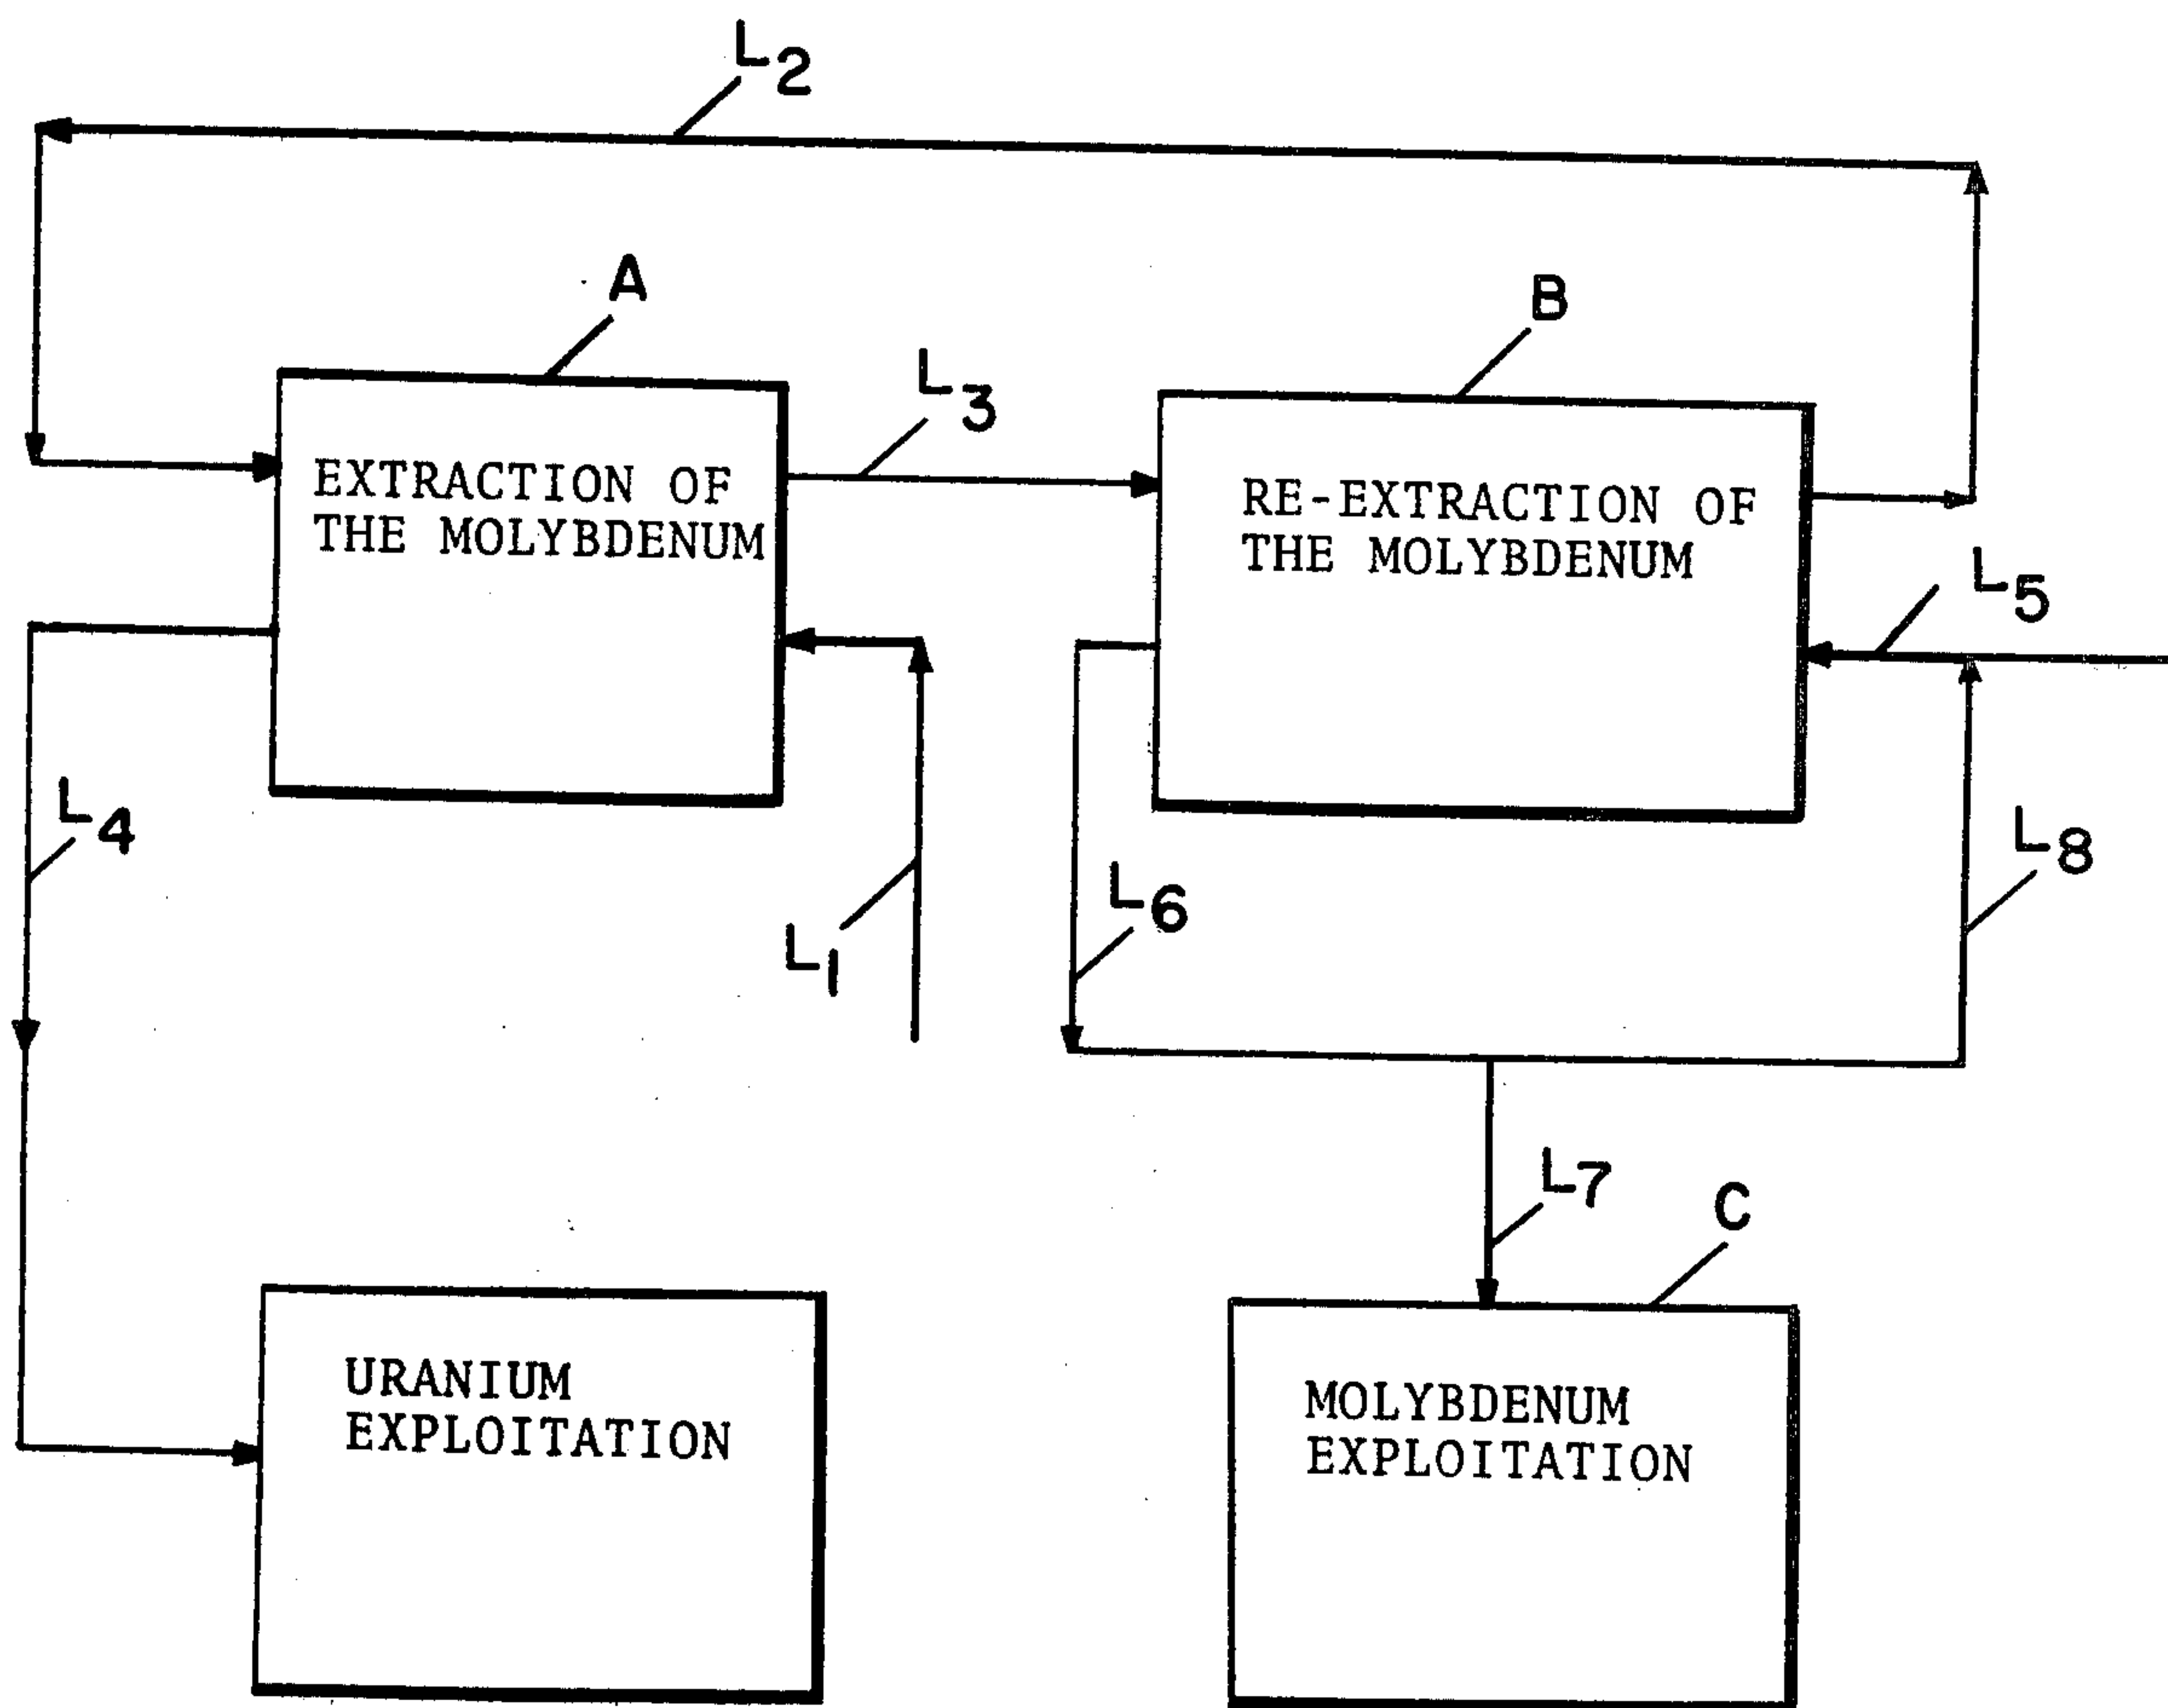 L2
A
B
L3
EXTRACTION OF
THE MOLYBDENUM
RE-EXTRACTION OF
THE MOLYBDENUM
L5
L4
L1
L6
L8
L7
C
URANIUM
EXPLOITATION
MOLYBDENUM
EXPLOITATION